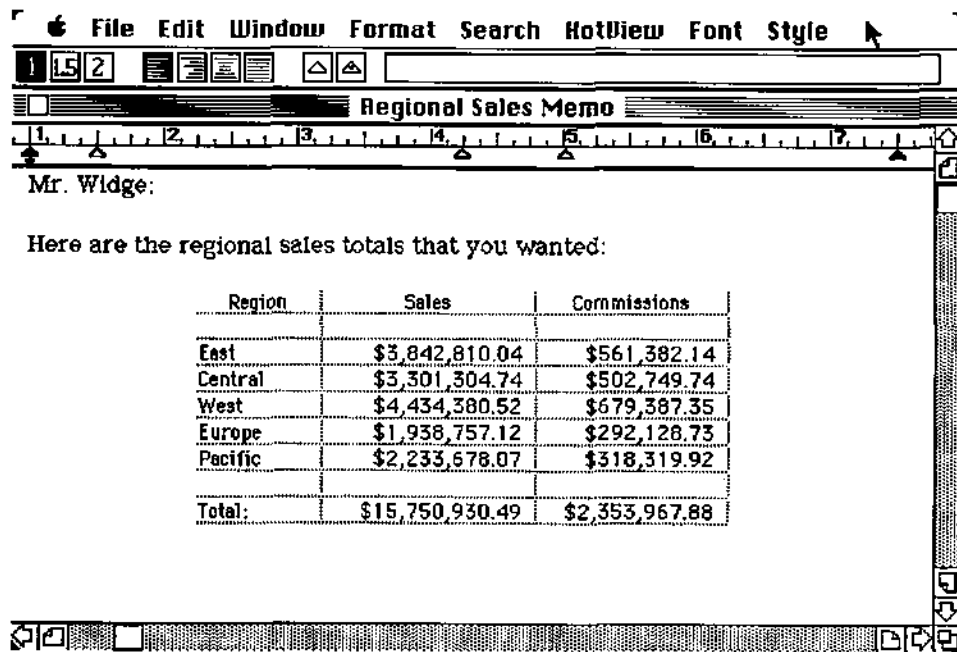 File Edit Window Format Search HotView Font Style
1 1.5 2
Regional Sales Memo
1 2 3 4 5 6 7
Mr. Widge:
Here are the regional sales totals that you wanted:
Region Sales Commissions
East $3,842,810.04 $561,382.14
Central $3,301,304.74 $502,749.74
West $4,434,380.52 $679,387.35
Europe $1,938,757.12 $292,128.73
Pacific $2,233,678.07 $318,319.92
Total: $15,750,930.49 $2,353,967.88